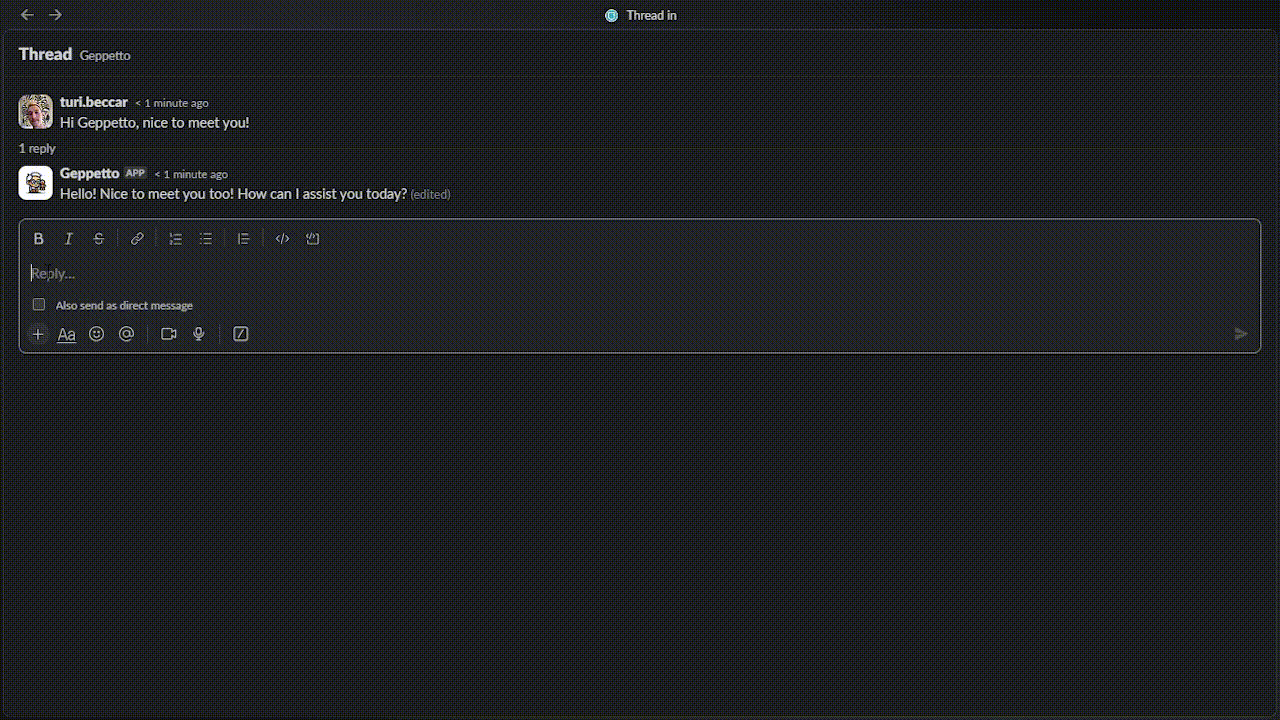 Thread in
Thread Geppetto
turi.beccar < 1 minute ago
Hi Geppetto, nice to meet you!
1 reply
Geppetto APP < 1 minute ago
Hello! Nice to meet you too! How can I assist you today? (edited)
B I S
Reply...
Also send as direct message
Aa